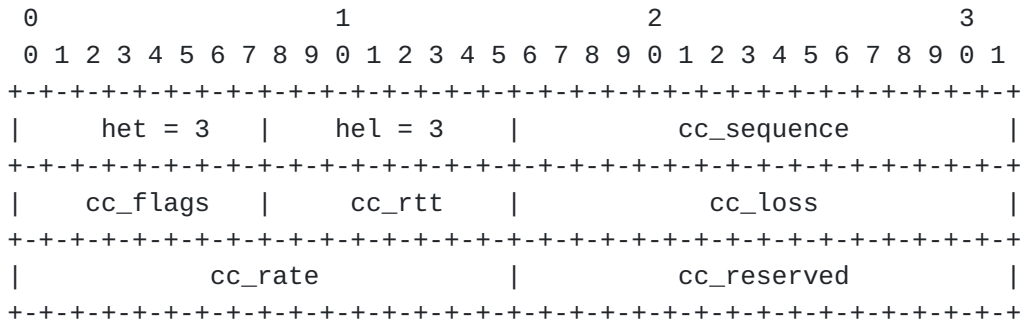 0                   1                   2                   3
 0 1 2 3 4 5 6 7 8 9 0 1 2 3 4 5 6 7 8 9 0 1 2 3 4 5 6 7 8 9 0 1
+-+-+-+-+-+-+-+-+-+-+-+-+-+-+-+-+-+-+-+-+-+-+-+-+-+-+-+-+-+-+-+-+
|     het = 3   |    hel = 3    |          cc_sequence          |
+-+-+-+-+-+-+-+-+-+-+-+-+-+-+-+-+-+-+-+-+-+-+-+-+-+-+-+-+-+-+-+-+
|    cc_flags   |     cc_rtt    |            cc_loss            |
+-+-+-+-+-+-+-+-+-+-+-+-+-+-+-+-+-+-+-+-+-+-+-+-+-+-+-+-+-+-+-+-+
|            cc_rate            |          cc_reserved          |
+-+-+-+-+-+-+-+-+-+-+-+-+-+-+-+-+-+-+-+-+-+-+-+-+-+-+-+-+-+-+-+-+